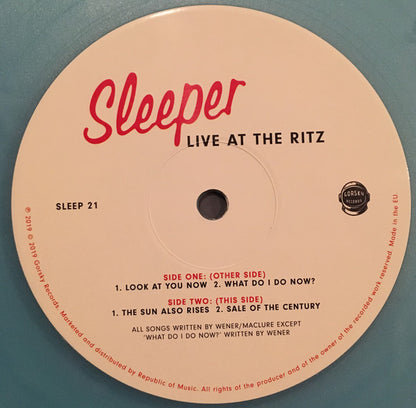 Sleeper
LIVE AT THE RITZ
SLEEP 21
GORSKY
RECORDS
SIDE ONE: (OTHER SIDE)
1. LOOK AT YOU NOW 2. WHAT DO I DO NOW?
SIDE TWO: (THIS SIDE)
1. THE SUN ALSO RISES 2. SALE OF THE CENTURY
ALL SONGS WRITTEN BY WENER/MACLURE EXCEPT
'WHAT DO I DO NOW?' WRITTEN BY WENER
℗ 2019 © 2019 Gorsky Records. Marketed and distributed by Republic of Music. All rights of the producer and of the owner of the recorded work reserved. Made in the EU.